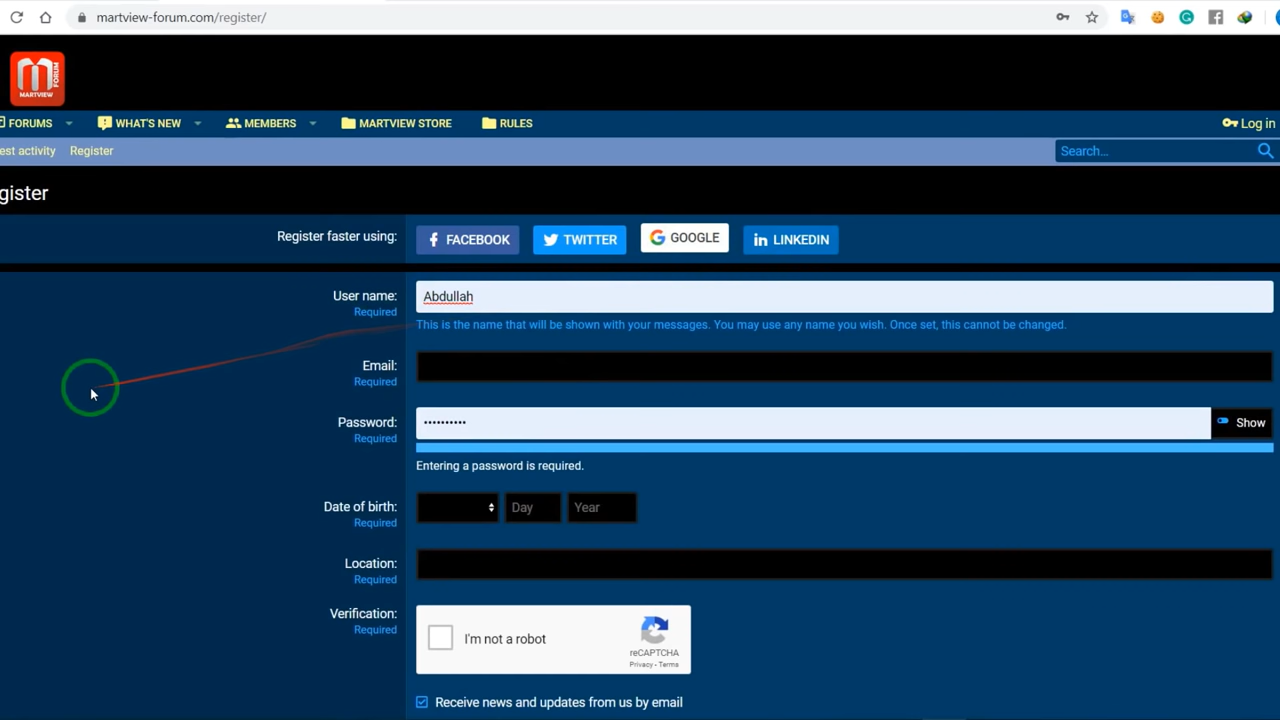 martview-forum.com/register/
MARTVIEW
FORUM
FORUMS
WHAT'S NEW
MEMBERS
MARTVIEW STORE
RULES
Log in
est activity
Register
Search...
gister
Register faster using:
FACEBOOK
TWITTER
GOOGLE
LINKEDIN
User name:
Required
Abdullah
This is the name that will be shown with your messages. You may use any name you wish. Once set, this cannot be changed.
Email:
Required
Password:
Required
••••••••••
Show
Entering a password is required.
Date of birth:
Required
Day
Year
Location:
Required
Verification:
Required
I'm not a robot
reCAPTCHA
Privacy - Terms
Receive news and updates from us by email